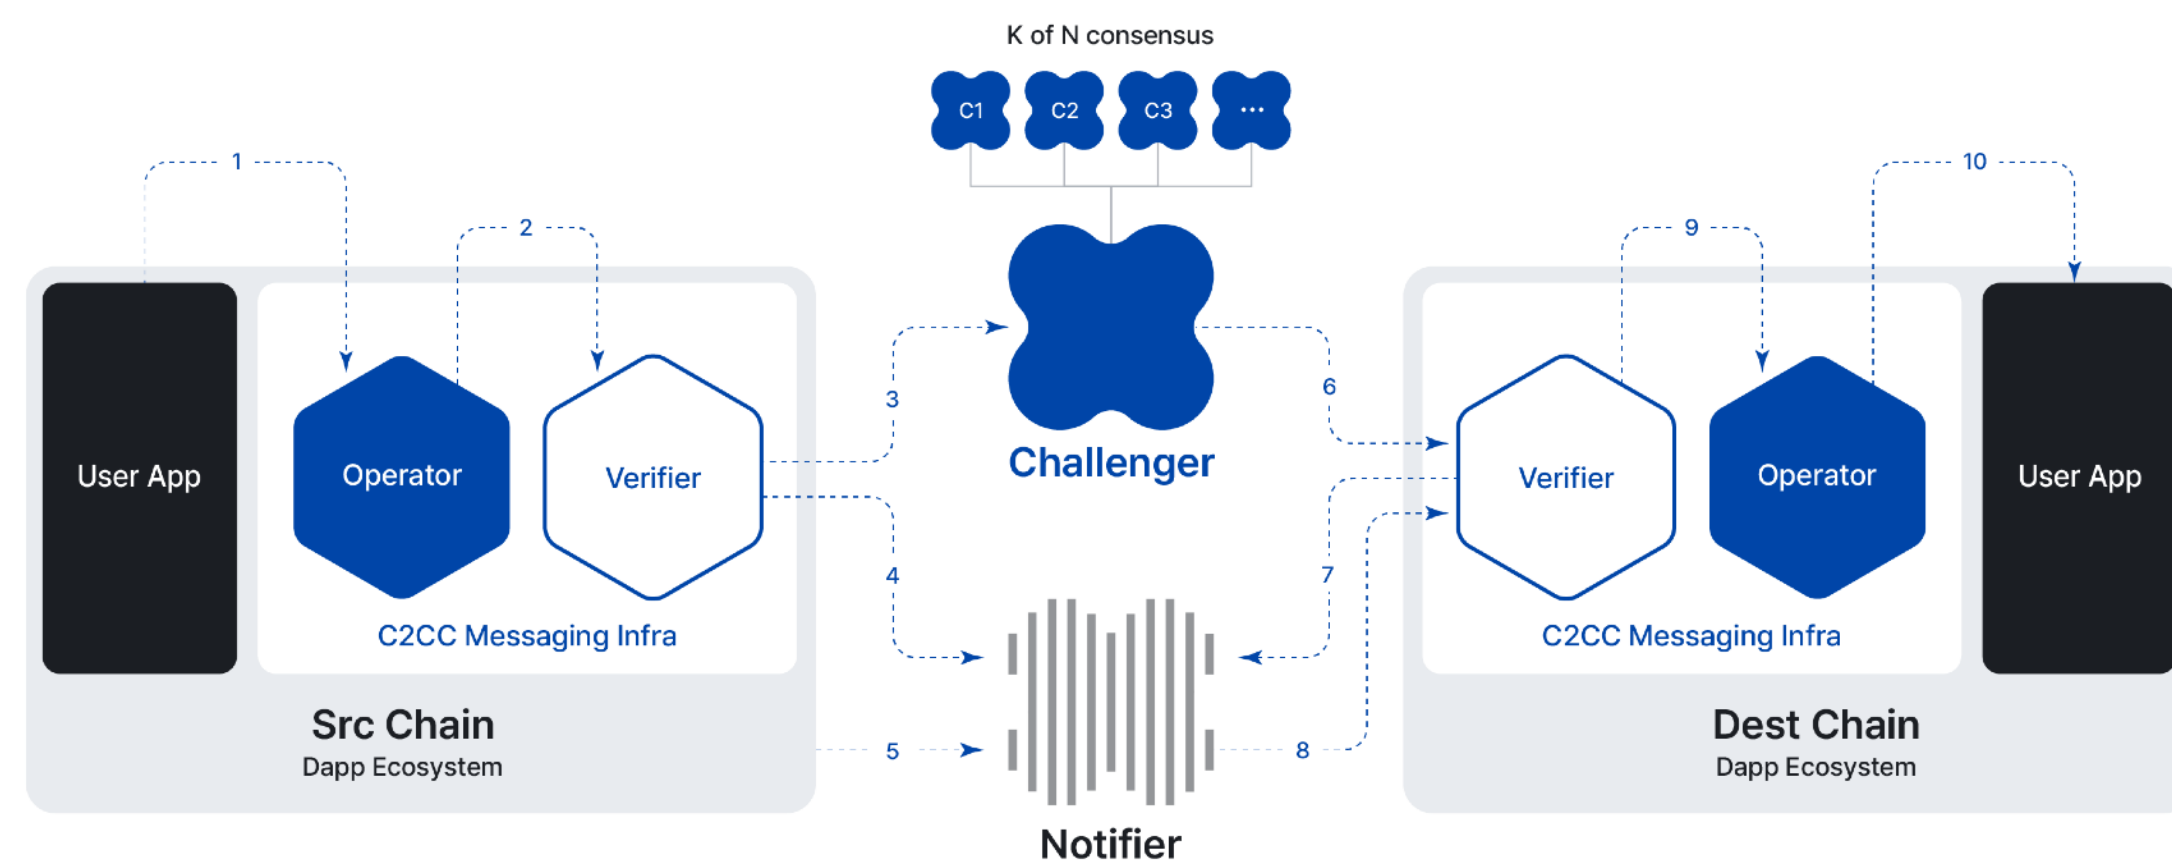 K of N consensus
C1
C2
C3
...
1
2
3
4
5
6
7
8
9
10
User App
Operator
Verifier
C2CC Messaging Infra
Src Chain
Dapp Ecosystem
Challenger
Notifier
Verifier
Operator
C2CC Messaging Infra
User App
Dest Chain
Dapp Ecosystem